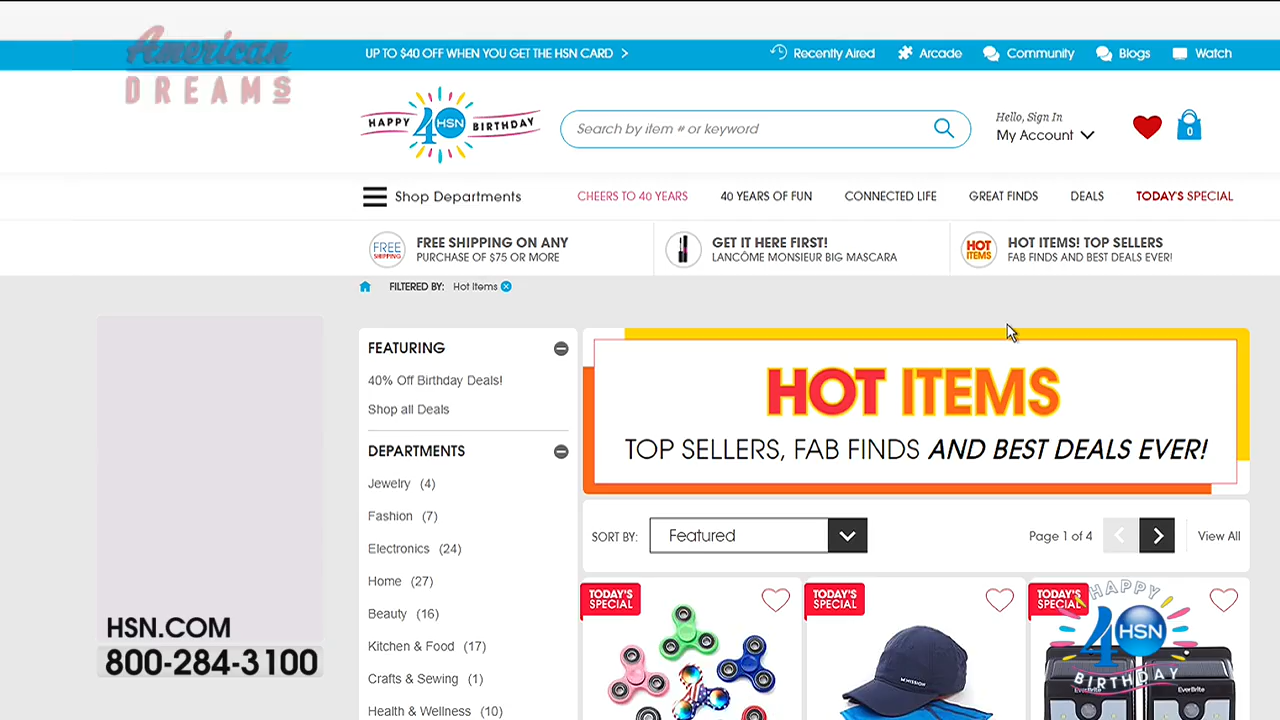 American
DREAMS
UP TO $40 OFF WHEN YOU GET THE HSN CARD >
Recently Aired
Arcade
Community
Blogs
Watch
HAPPY 40 HSN BIRTHDAY
Search by item # or keyword
Hello, Sign In
My Account
0
Shop Departments
CHEERS TO 40 YEARS
40 YEARS OF FUN
CONNECTED LIFE
GREAT FINDS
DEALS
TODAY'S SPECIAL
FREE
SHIPPING
FREE SHIPPING ON ANY
PURCHASE OF $75 OR MORE
GET IT HERE FIRST!
LANCÔME MONSIEUR BIG MASCARA
HOT
ITEMS
HOT ITEMS! TOP SELLERS
FAB FINDS AND BEST DEALS EVER!
FILTERED BY: Hot Items
FEATURING
40% Off Birthday Deals!
Shop all Deals
DEPARTMENTS
Jewelry (4)
Fashion (7)
Electronics (24)
Home (27)
Beauty (16)
Kitchen & Food (17)
Crafts & Sewing (1)
Health & Wellness (10)
HOT ITEMS
TOP SELLERS, FAB FINDS AND BEST DEALS EVER!
SORT BY: Featured
Page 1 of 4
View All
TODAY'S
SPECIAL
TODAY'S
SPECIAL
MISSION
TODAY'S
SPECIAL
EverBrite
EverBrite
HAPPY
40 HSN
BIRTHDAY
HSN.COM
800-284-3100